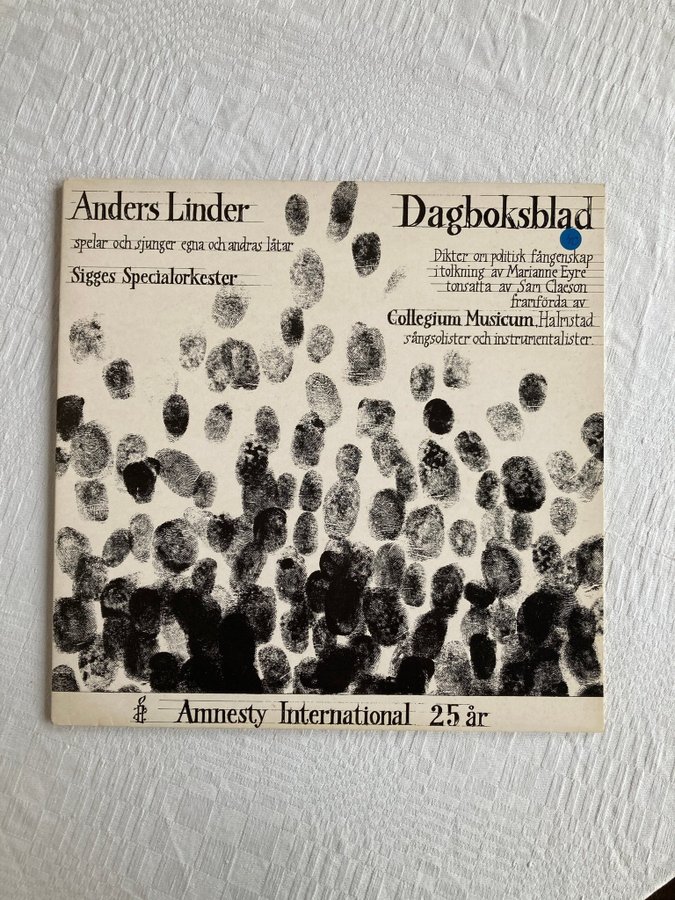 Anders Linder
spelar och sjunger egna och andras låtar
Sigges Specialorkester
Dagboksblad
Dikter om politisk fångenskap
i tolkning av Marianne Eyre
tonsatta av Sam Claeson
framförda av
Collegium Musicum, Halmstad
sångsolister och instrumentalister
Amnesty International 25 år